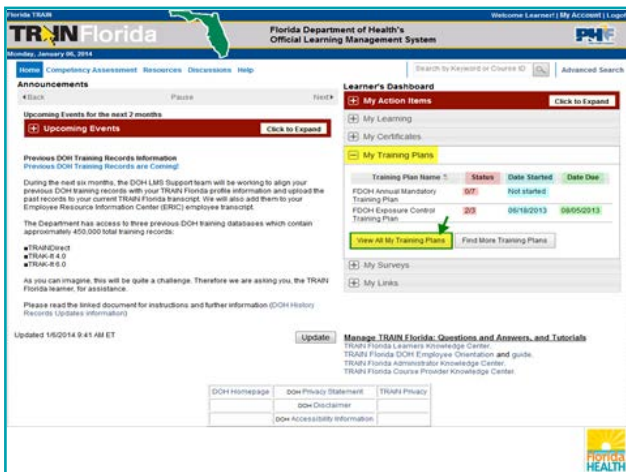 Florida TRAIN
Welcome Learner! | My Account | Logout
TRAIN Florida
Florida Department of Health's
Official Learning Management System
PHF
Monday, January 06, 2014
Home Competency Assessment Resources Discussions Help
Search by Keyword or Course ID
Advanced Search
Announcements
Back Pause Next
Upcoming Events for the next 2 months
Upcoming Events Click to Expand
Previous DOH Training Records Information
Previous DOH Training Records are Coming!
During the next six months, the DOH LMS Support team will be working to align your
previous DOH training records with your TRAIN Florida profile information and upload the
past records to your current TRAIN Florida transcript. We will also add them to your
Employee Resource Information Center (ERIC) employee transcript.
The Department has access to three previous DOH training databases which contain
approximately 450,000 total training records:
■TRAINDirect
■TRAK-It 4.0
■TRAK-It 6.0
As you can imagine, this will be quite a challenge. Therefore we are asking you, the TRAIN
Florida learner, for assistance.
Please read the linked document for instructions and further information (DOH History
Records Updates Information)
Updated 1/6/2014 9:41 AM ET
Update
Learner's Dashboard
My Action Items Click to Expand
My Learning
My Certificates
My Training Plans
Training Plan Name Status Date Started Date Due
FDOH Annual Mandatory 0/7 Not started
Training Plan
FDOH Exposure Control 2/3 06/18/2013 08/05/2013
Training Plan
View All My Training Plans Find More Training Plans
My Surveys
My Links
Manage TRAIN Florida: Questions and Answers, and Tutorials
TRAIN Florida Learners Knowledge Center.
TRAIN Florida DOH Employee Orientation and guide.
TRAIN Florida Administrator Knowledge Center.
TRAIN Florida Course Provider Knowledge Center.
DOH Homepage DOH Privacy Statement TRAIN Privacy
DOH Disclaimer
DOH Accessibility Information
Florida
HEALTH